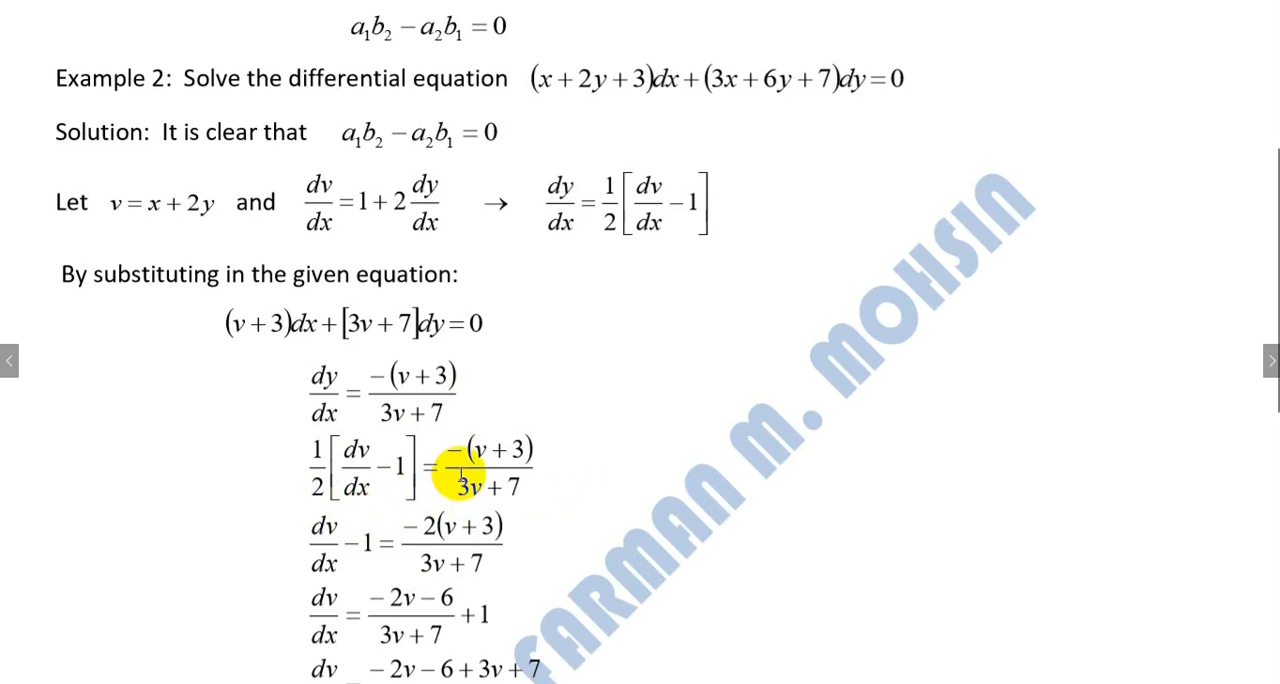 a₁b₂ − a₂b₁ = 0
Example 2: Solve the differential equation (x + 2y + 3)dx + (3x + 6y + 7)dy = 0
Solution: It is clear that a₁b₂ − a₂b₁ = 0
Let v = x + 2y and dv/dx = 1 + 2 dy/dx → dy/dx = 1/2 [dv/dx − 1]
By substituting in the given equation:
(v + 3)dx + [3v + 7]dy = 0
dy/dx = −(v + 3)/3v + 7
1/2 [dv/dx − 1] = −(v + 3)/3v + 7
dv/dx − 1 = −2(v + 3)/3v + 7
dv/dx = −2v − 6/3v + 7 + 1
dv −2v − 6 + 3v + 7
FARMAN M. MOHSIN